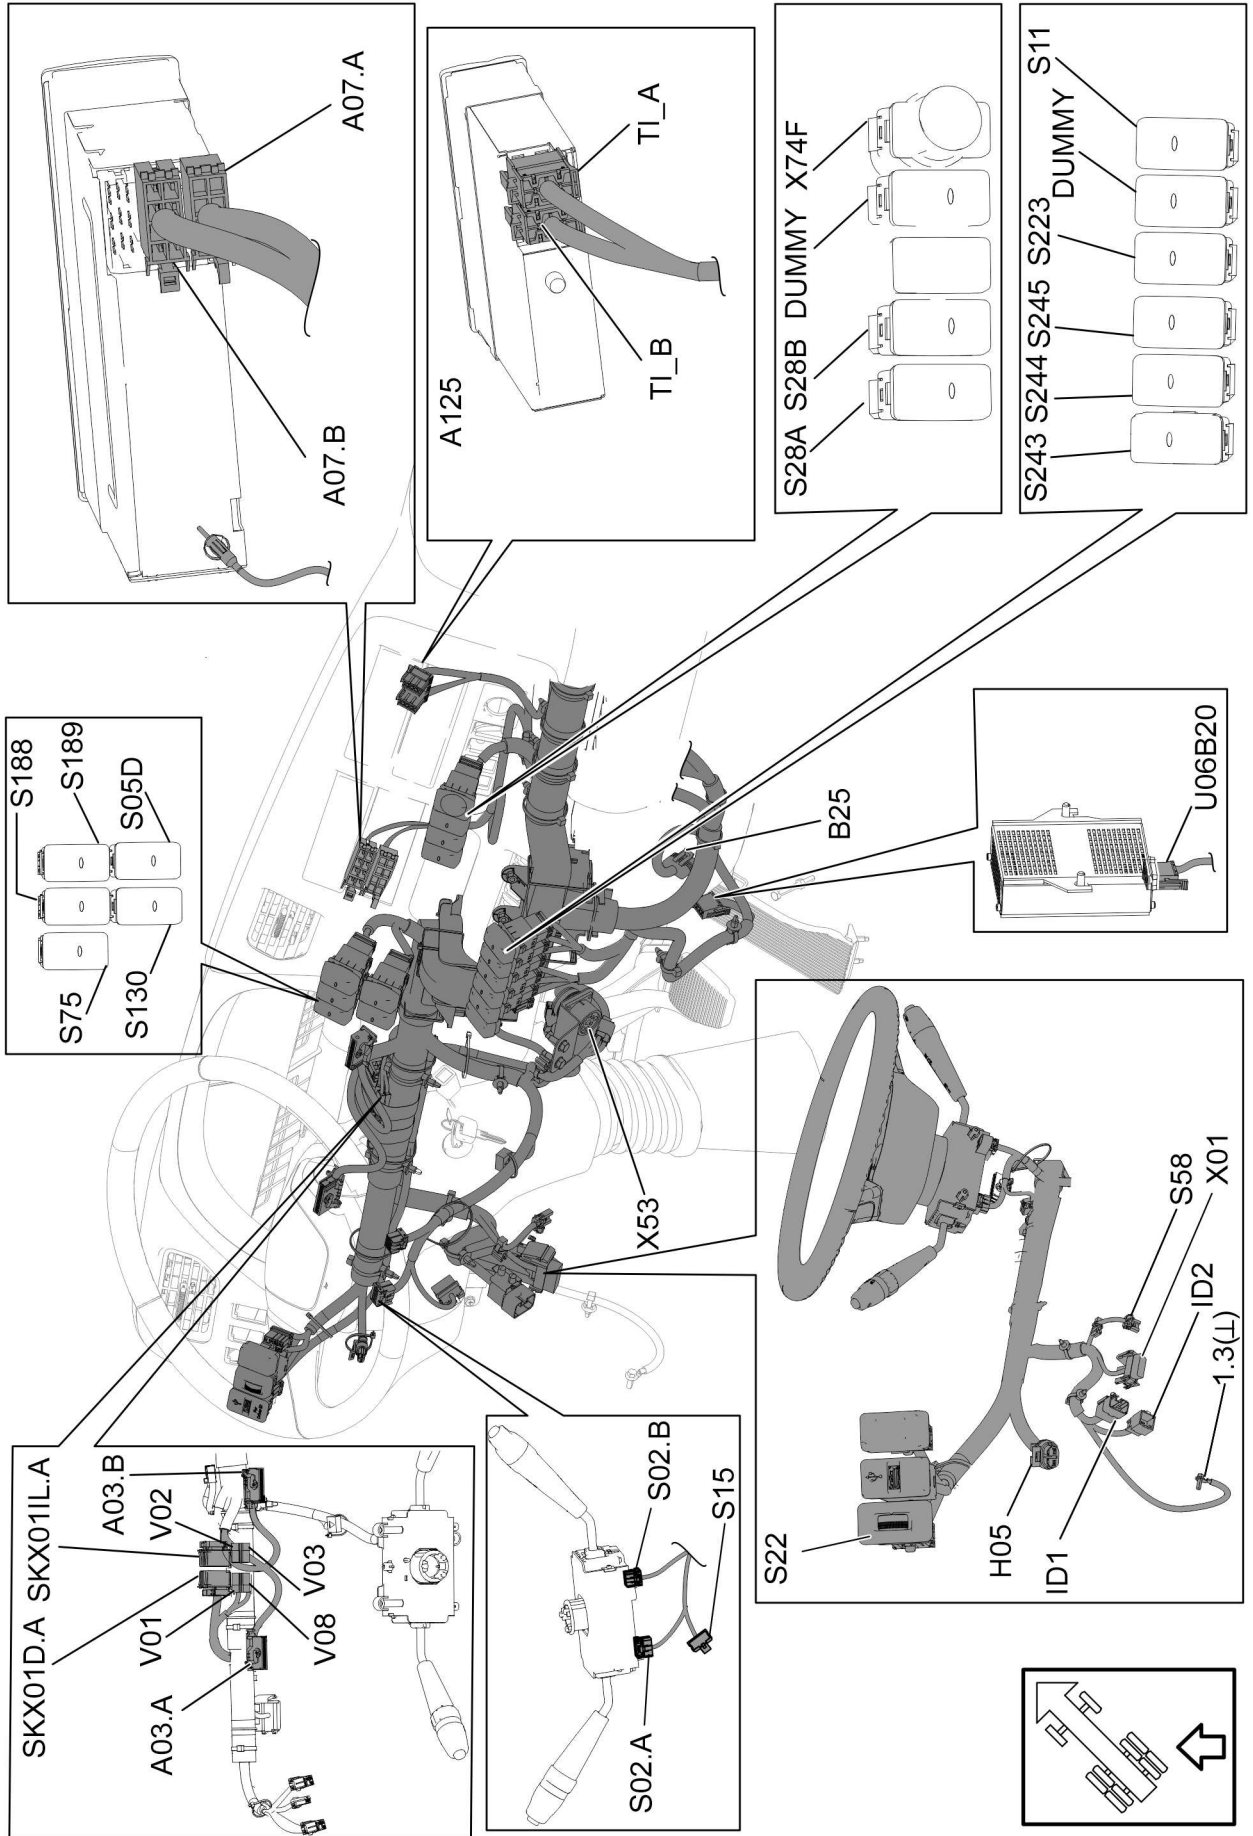 SKX01D.A SKX01IL.A
A03.B
V02
V01
V03
V08
A03.A
S188
S189
S75
S130
S05D
A07.A
A07.B
A125
TI_A
TI_B
S28A S28B DUMMY X74F
S243 S244 S245 S223 DUMMY S11
B25
U06B20
X53
S02.B
S02.A
S15
S22
H05
ID1
S58
X01
ID2
1.3(⊥)